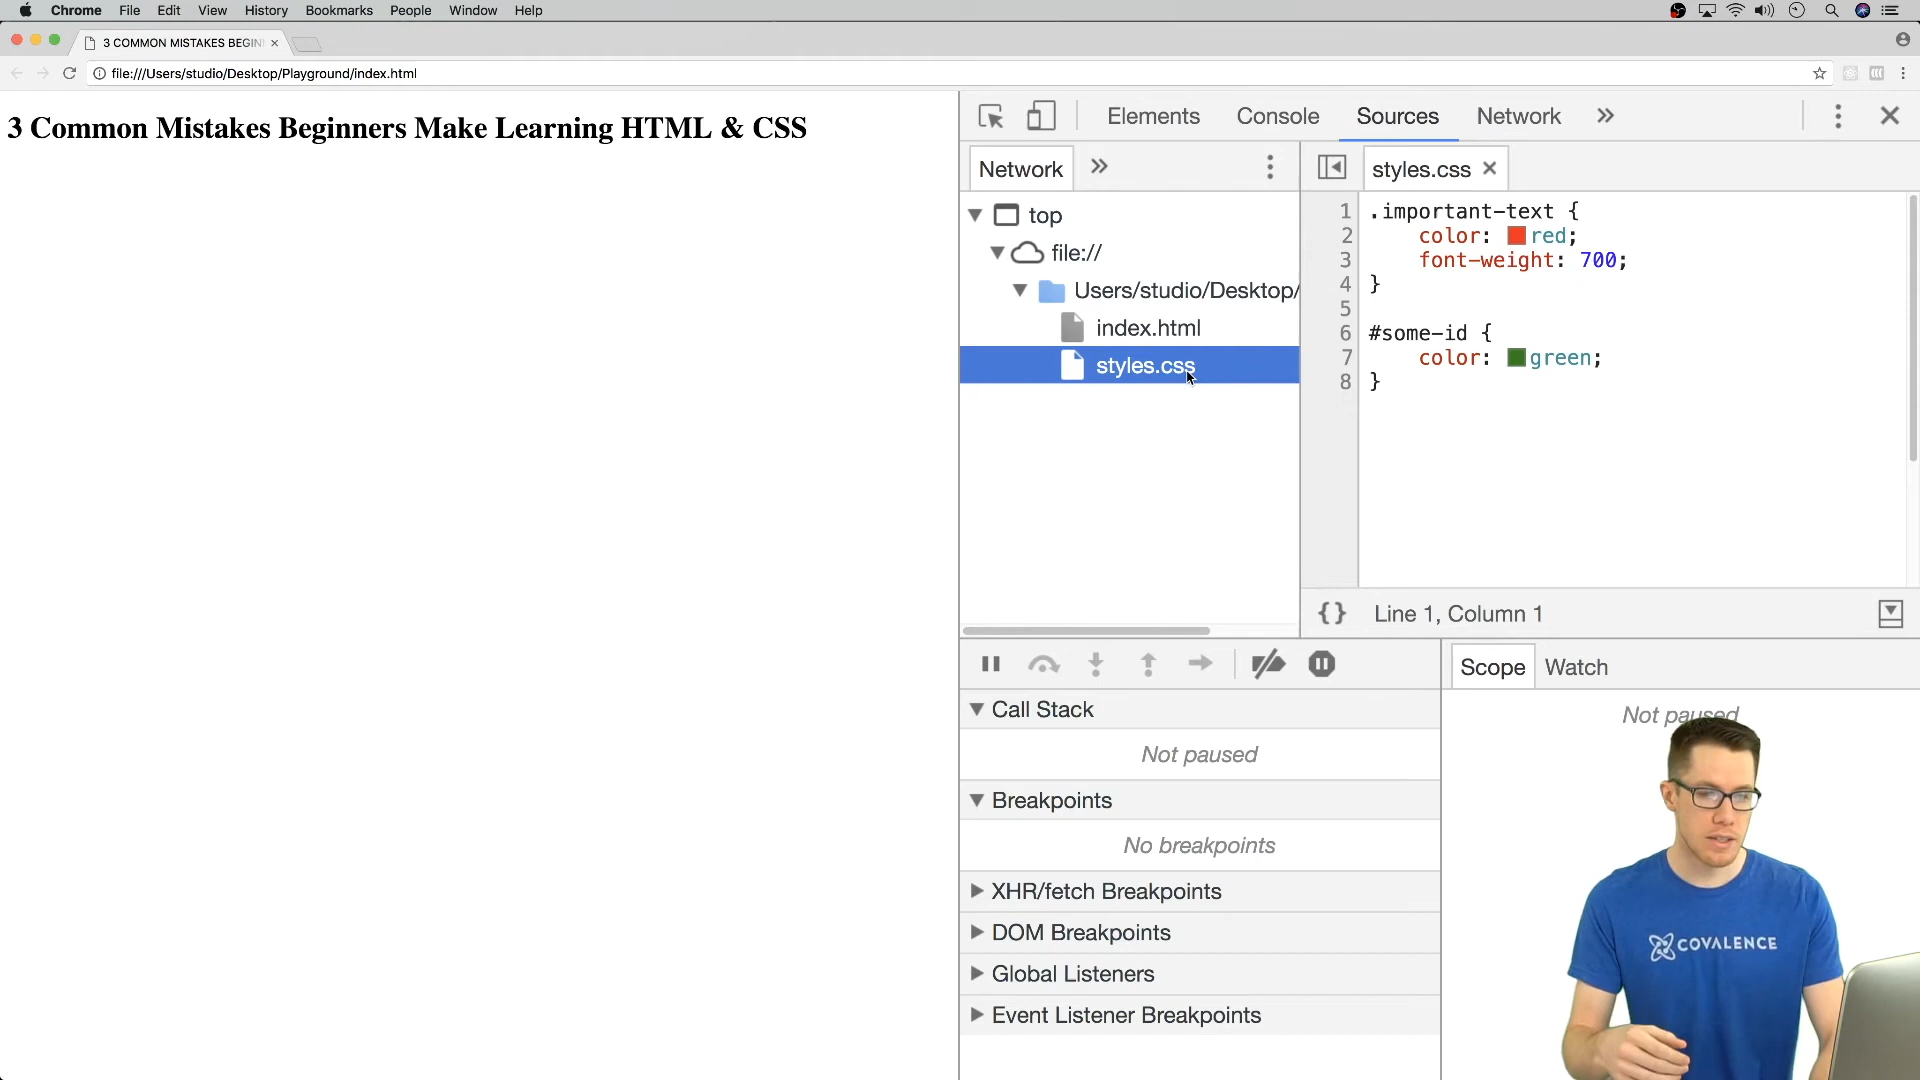 Chrome File Edit View History Bookmarks People Window Help
3 COMMON MISTAKES BEGIN
file:///Users/studio/Desktop/Playground/index.html
3 Common Mistakes Beginners Make Learning HTML & CSS
Elements Console Sources Network
Network
styles.css
top
file://
Users/studio/Desktop/
index.html
styles.css
1 .important-text {
2 color: red;
3 font-weight: 700;
4 }
5
6 #some-id {
7 color: green;
8 }
{} Line 1, Column 1
Scope Watch
Not paused
Call Stack
Not paused
Breakpoints
No breakpoints
XHR/fetch Breakpoints
DOM Breakpoints
Global Listeners
Event Listener Breakpoints
COVALENCE